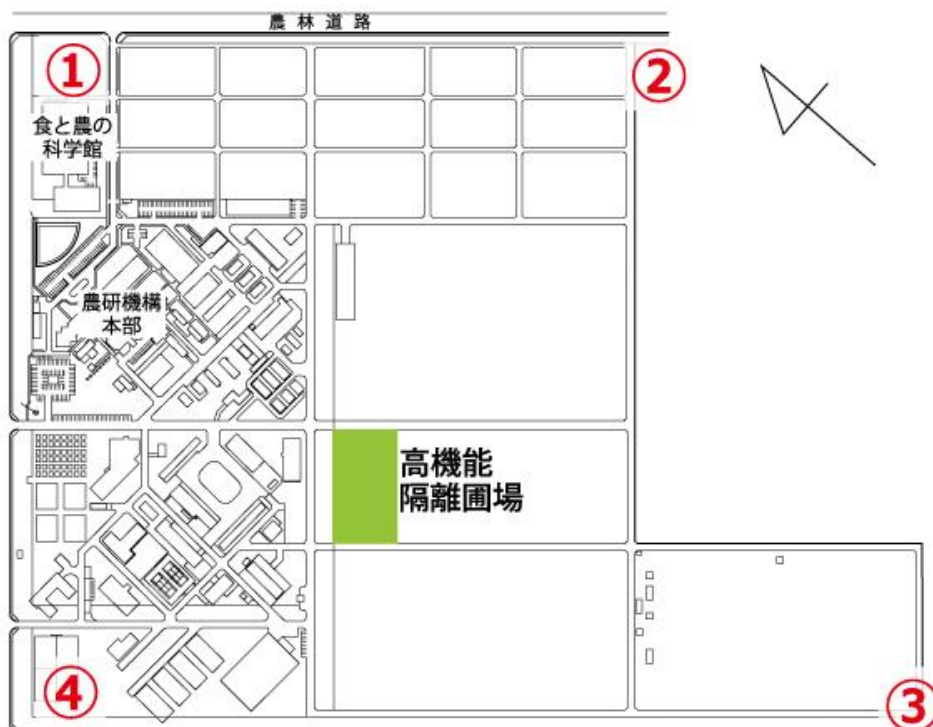 農林道路
①
②
食と農の
科学館
農研機構
本部
高機能
隔離圃場
④
③